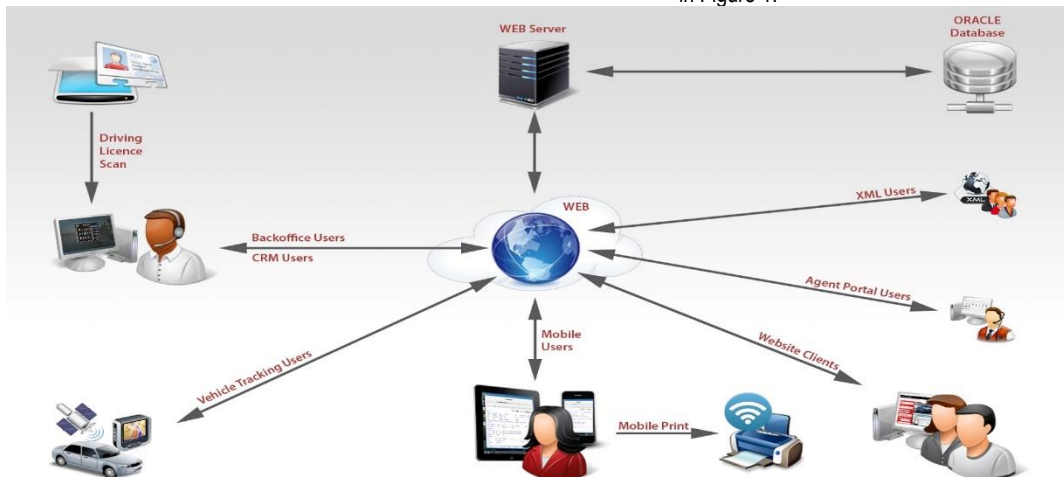 in Figure 1.
WEB Server
ORACLE
Database
Driving
Licence
Scan
WEB
XML Users
XML
Backoffice Users
CRM Users
Agent Portal Users
Mobile
Users
Website Clients
Vehicle Tracking Users
Mobile Print